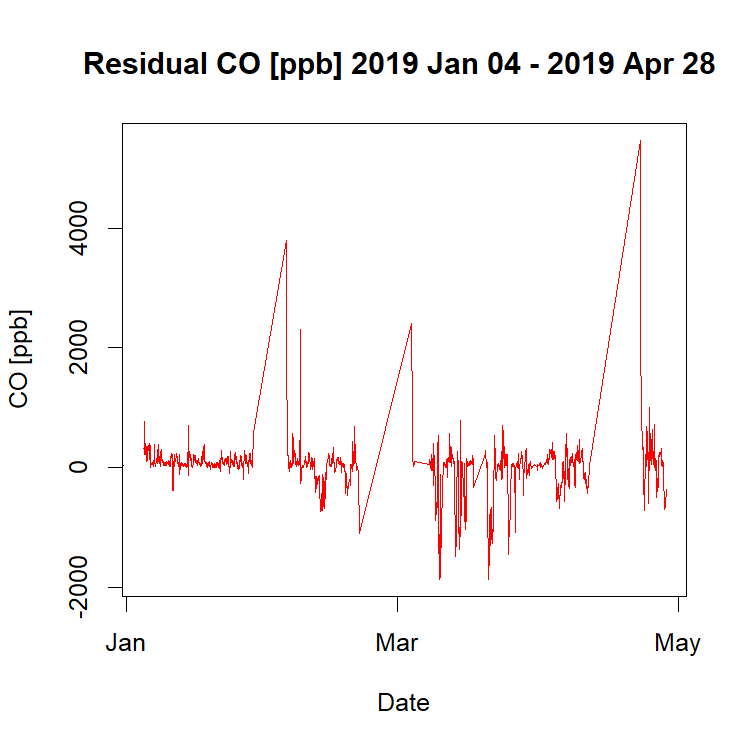 Residual CO [ppb] 2019 Jan 04 - 2019 Apr 28
CO [ppb]
4000
2000
0
-2000
Jan Mar May
Date